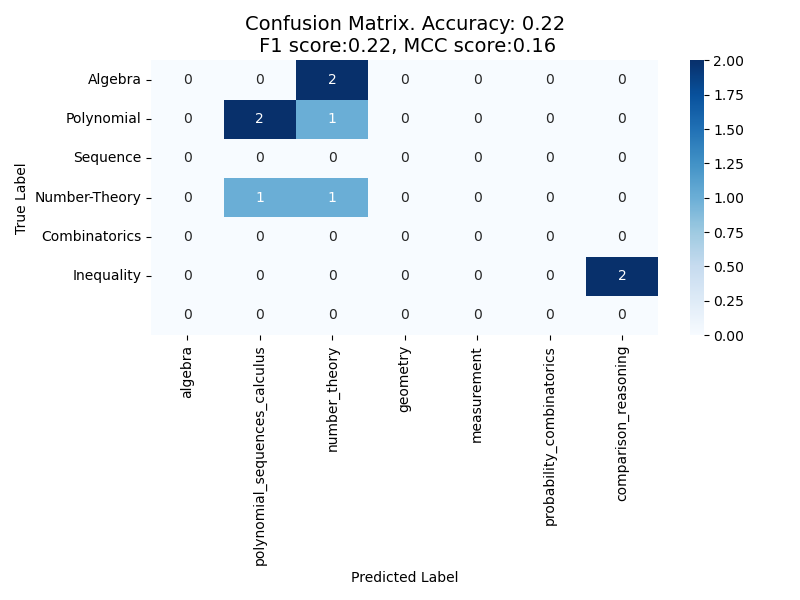 Confusion Matrix. Accuracy: 0.22
F1 score:0.22, MCC score:0.16
True Label
Algebra 0 0 2 0 0 0 0
Polynomial 0 2 1 0 0 0 0
Sequence 0 0 0 0 0 0 0
Number-Theory 0 1 1 0 0 0 0
Combinatorics 0 0 0 0 0 0 0
Inequality 0 0 0 0 0 0 2
0 0 0 0 0 0 0
algebra
polynomial_sequences_calculus
number_theory
geometry
measurement
probability_combinatorics
comparison_reasoning
Predicted Label
2.00
1.75
1.50
1.25
1.00
0.75
0.50
0.25
0.00